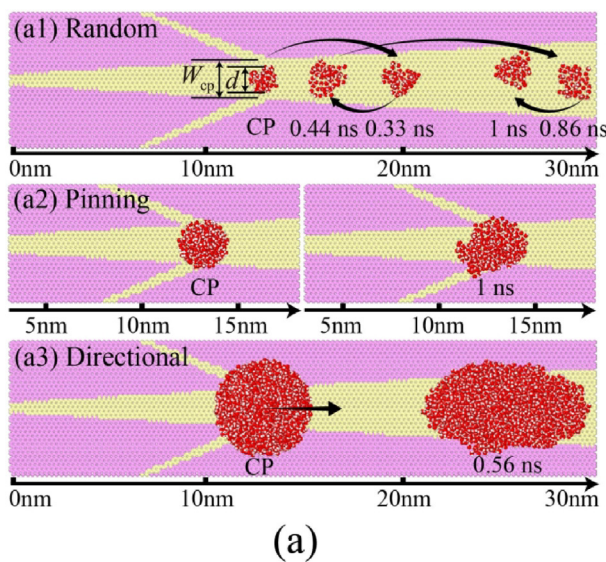 (a1) Random
Wcp d
CP 0.44 ns 0.33 ns 1 ns 0.86 ns
0nm 10nm 20nm 30nm
(a2) Pinning
CP 1 ns
5nm 10nm 15nm 5nm 10nm 15nm
(a3) Directional
CP 0.56 ns
0nm 10nm 20nm 30nm
(a)